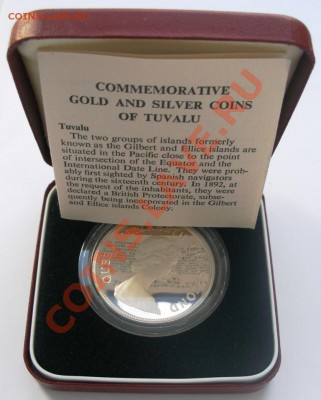 COMMEMORATIVE
GOLD AND SILVER COINS
OF TUVALU
Tuvalu
The two groups of islands formerly
known as the Gilbert and Ellice islands are
situated in the Pacific close to the point
of intersection of the Equator and the
International Date Line. They were prob-
ably first sighted by Spanish navigators
during the sixteenth century. In 1892, at
the request of the inhabitants, they were
declared a British Protectorate, subse-
quently being incorporated in the Gilbert
and Ellice islands Colony.
QUEE
COINSS.RU